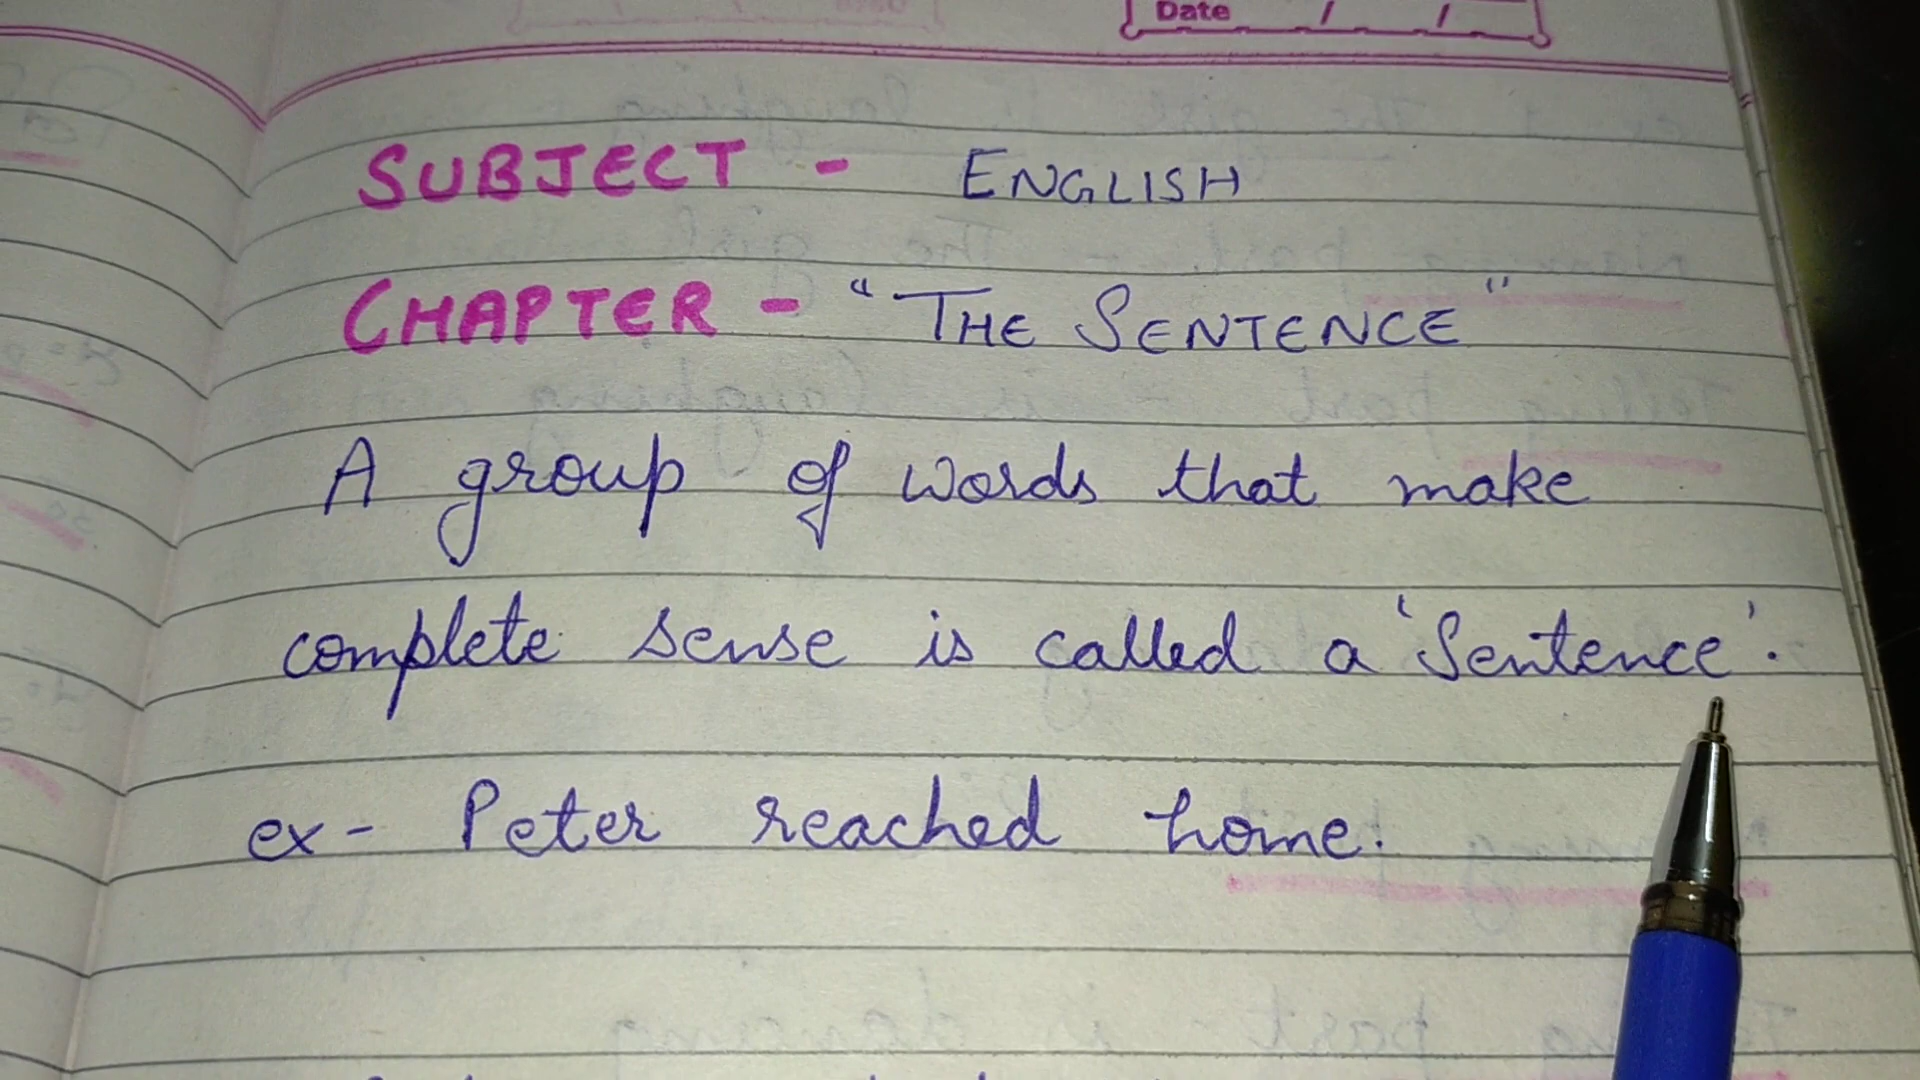 Date / /
SUBJECT - ENGLISH
CHAPTER - "THE SENTENCE"
A group of words that make
complete sense is called a 'Sentence'.
ex- Peter reached home.